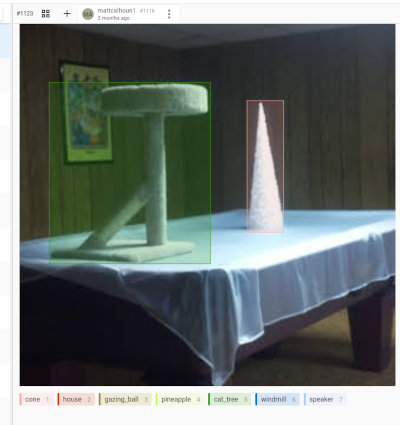 #1123 + MA mattcalhoun1 #1116
3 months ago
cone 1 house 2 gazing_ball 3 pineapple 4 cat_tree 5 windmill 6 speaker 7